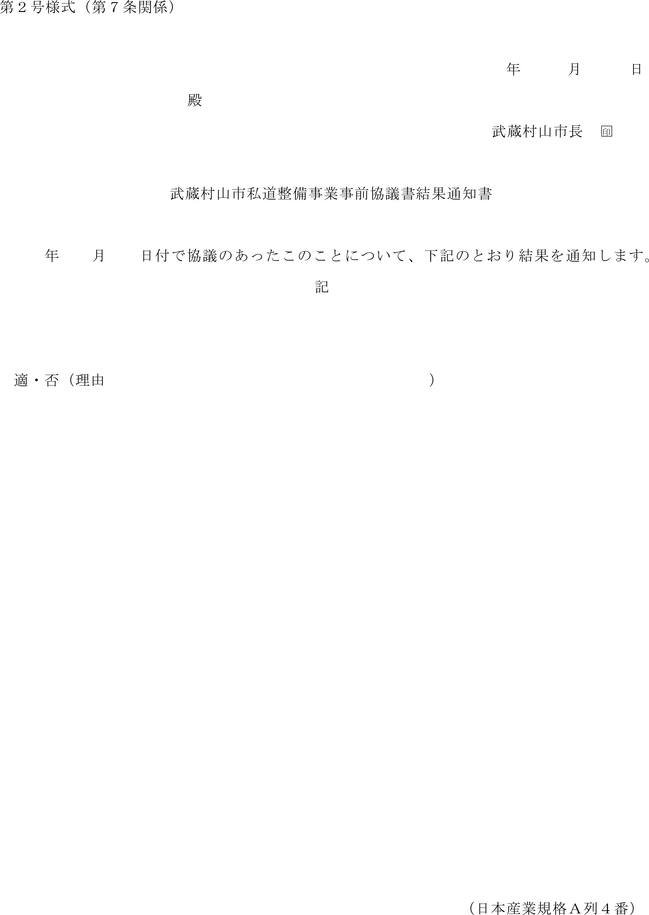 第２号様式（第７条関係）
年　　　月　　　日
殿
武蔵村山市長　㊞
武蔵村山市私道整備事業事前協議書結果通知書
年　　月　　日付で協議のあったこのことについて、下記のとおり結果を通知します。
記
適・否（理由　　　　　　　　　　　　　　　　　　　　　）
（日本産業規格Ａ列４番）